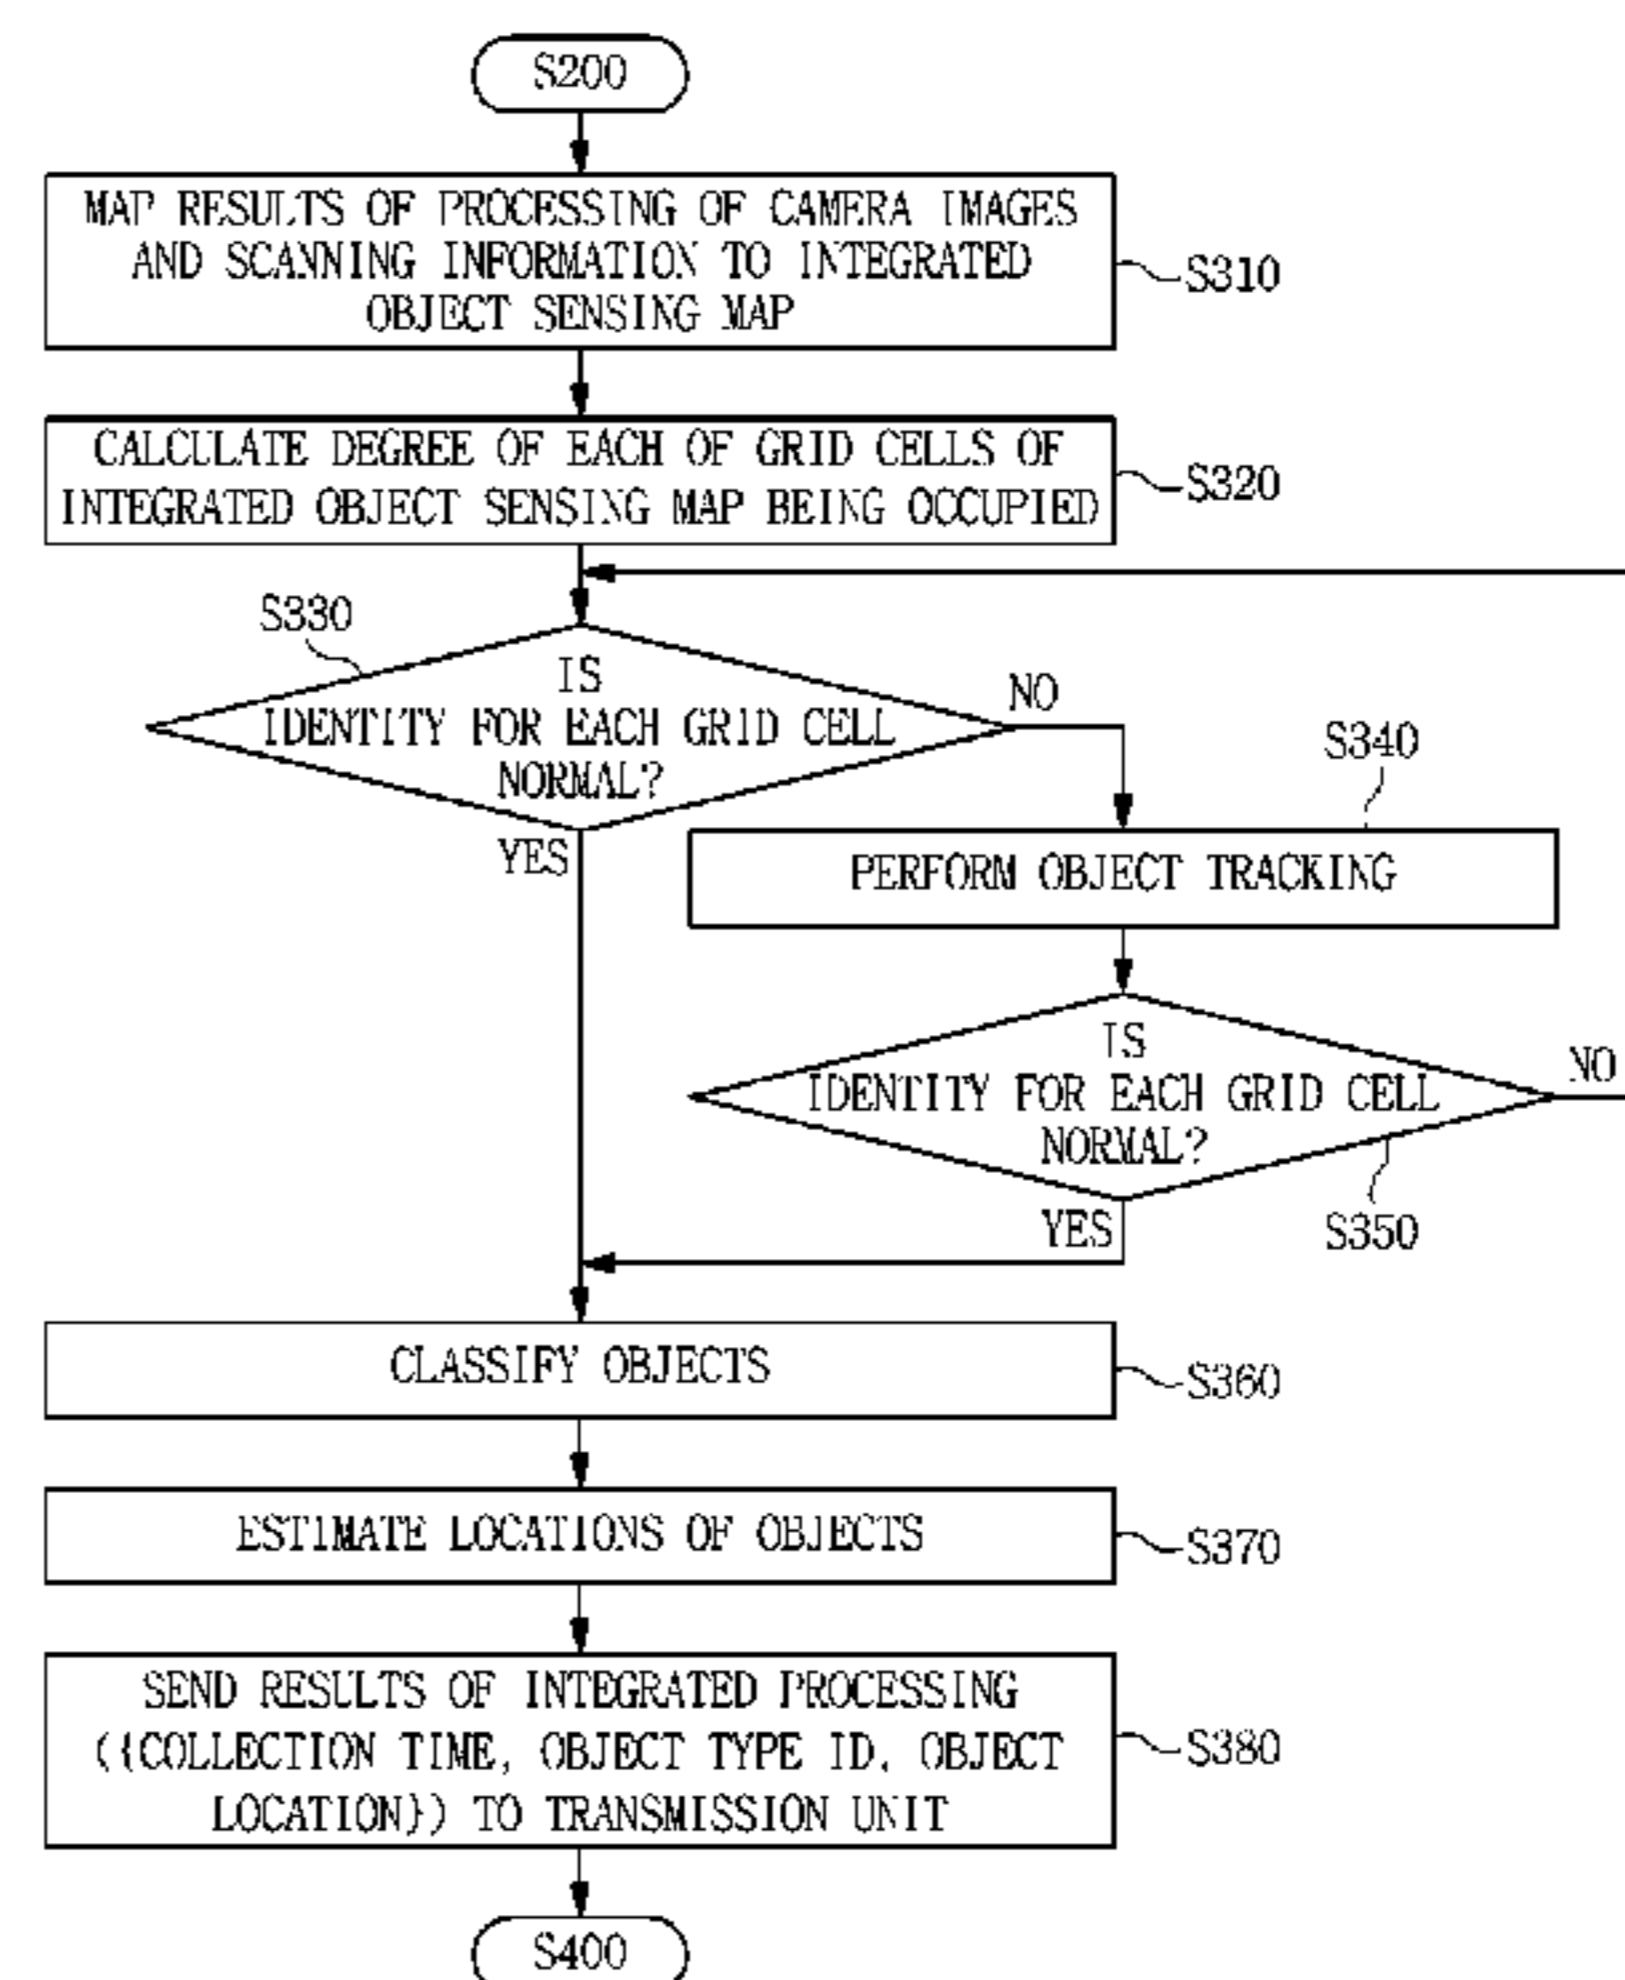 S200
MAP RESULTS OF PROCESSING OF CAMERA IMAGES
AND SCANNING INFORMATION TO INTEGRATED
OBJECT SENSING MAP
S310
CALCULATE DEGREE OF EACH OF GRID CELLS OF
INTEGRATED OBJECT SENSING MAP BEING OCCUPIED
S320
S330
IS
IDENTITY FOR EACH GRID CELL
NORMAL?
NO
YES
S340
PERFORM OBJECT TRACKING
IS
IDENTITY FOR EACH GRID CELL
NORMAL?
NO
YES
S350
CLASSIFY OBJECTS
S360
ESTIMATE LOCATIONS OF OBJECTS
S370
SEND RESULTS OF INTEGRATED PROCESSING
({COLLECTION TIME, OBJECT TYPE ID, OBJECT
LOCATION}) TO TRANSMISSION UNIT
S380
S400